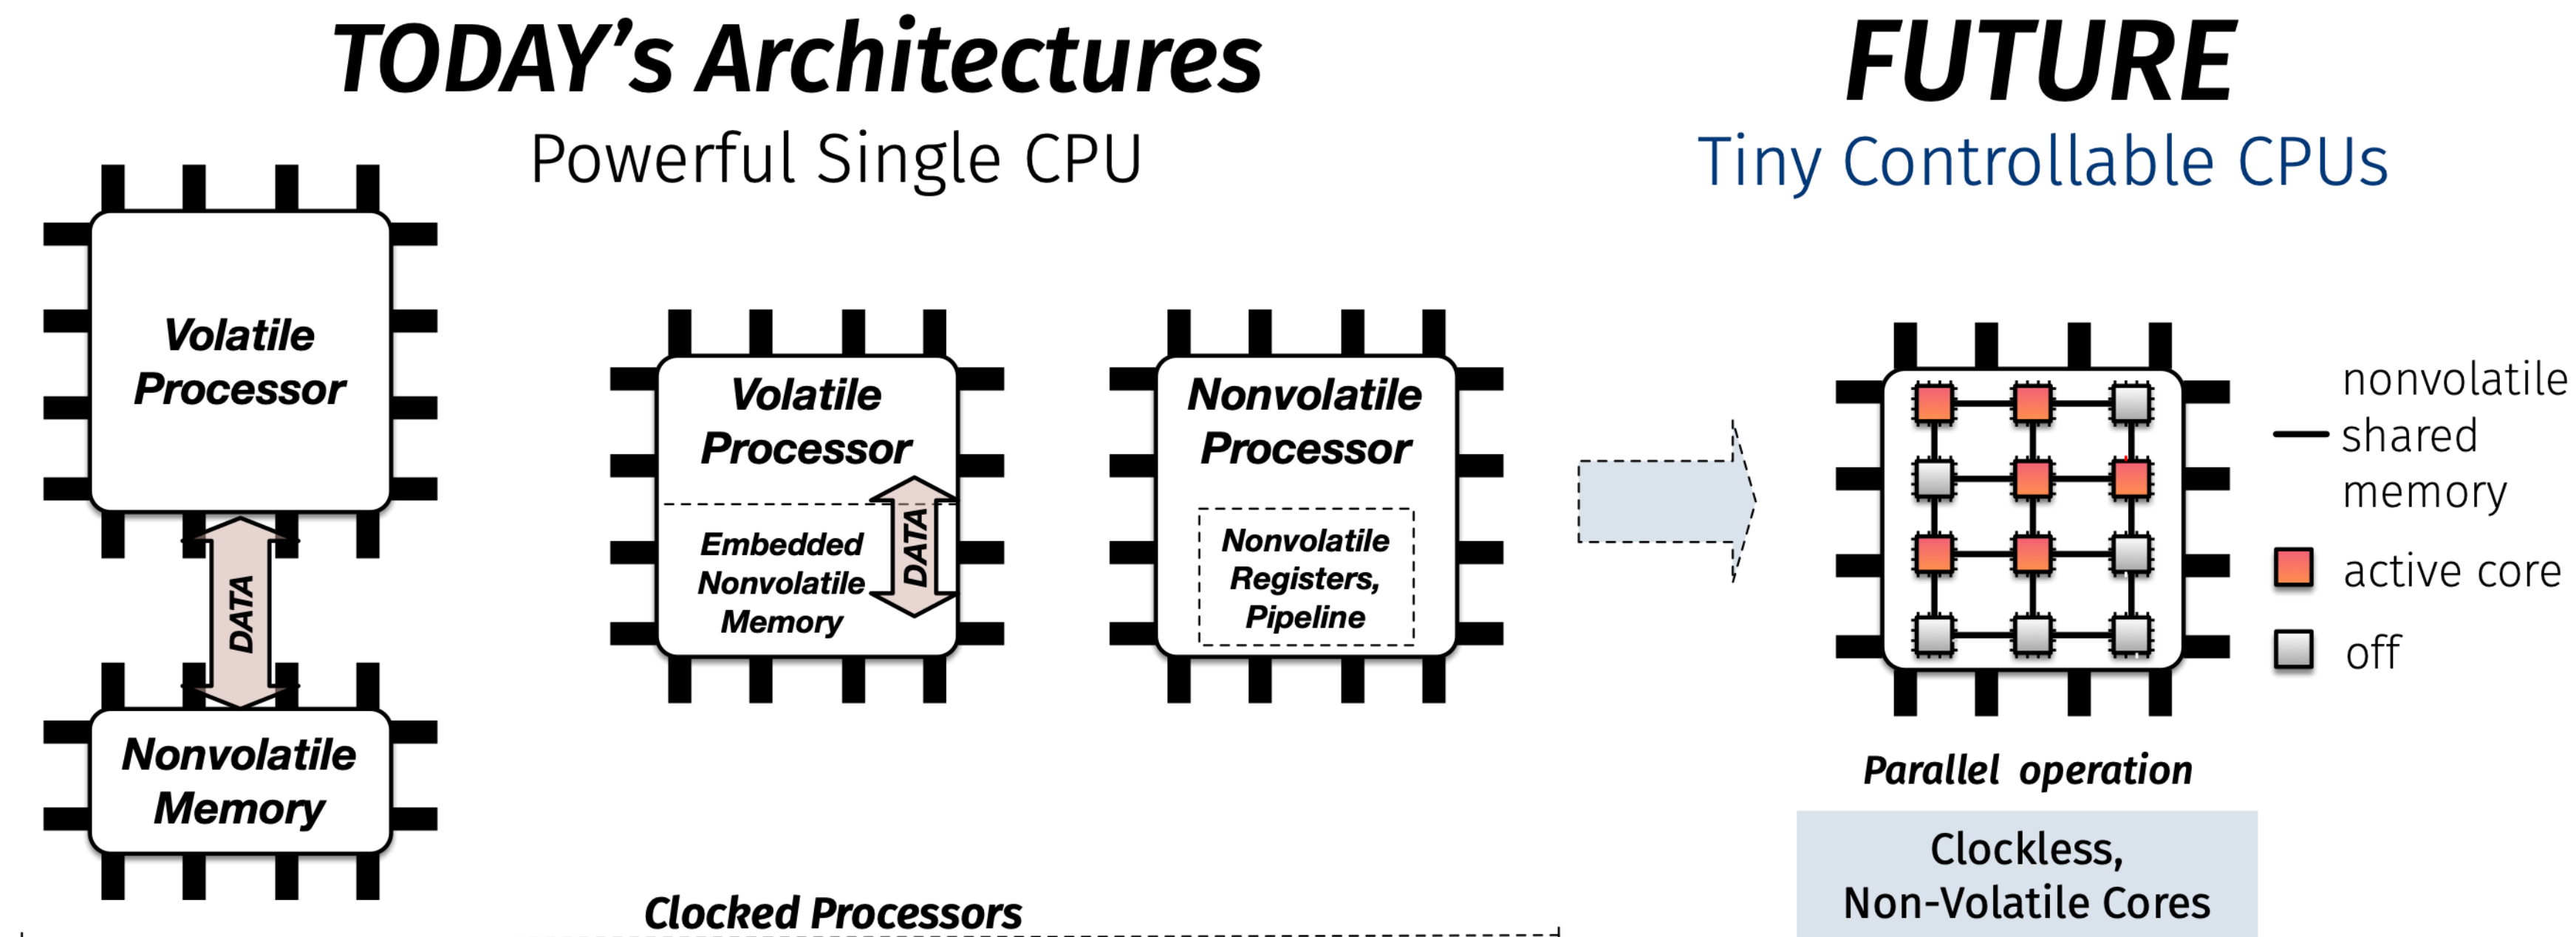 TODAY’s Architectures
Powerful Single CPU
Volatile
Processor
DATA
Nonvolatile
Memory
Volatile
Processor
Embedded
Nonvolatile
Memory
DATA
Nonvolatile
Processor
Nonvolatile
Registers,
Pipeline
Clocked Processors
FUTURE
Tiny Controllable CPUs
nonvolatile
shared
memory
active core
off
Parallel operation
Clockless,
Non-Volatile Cores